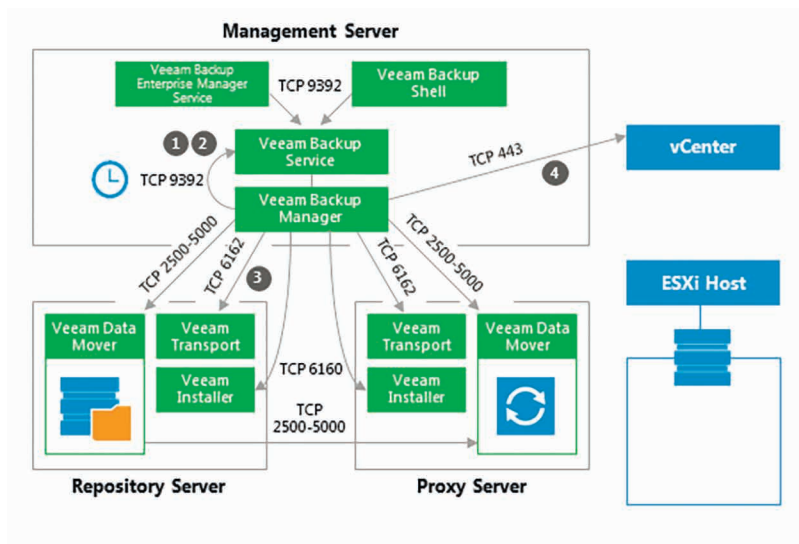 Management Server
Veeam Backup
Enterprise Manager
Service
TCP 9392
Veeam Backup
Shell
1 2
Veeam Backup
Service
TCP 443
4
vCenter
TCP 9392
Veeam Backup
Manager
TCP 2500-5000
TCP 6162
3
TCP 6162
TCP 2500-5000
ESXi Host
Veeam Data
Mover
Veeam
Transport
Veeam
Installer
TCP 6160
Veeam
Transport
Veeam
Installer
Veeam Data
Mover
TCP
2500-5000
Repository Server
Proxy Server